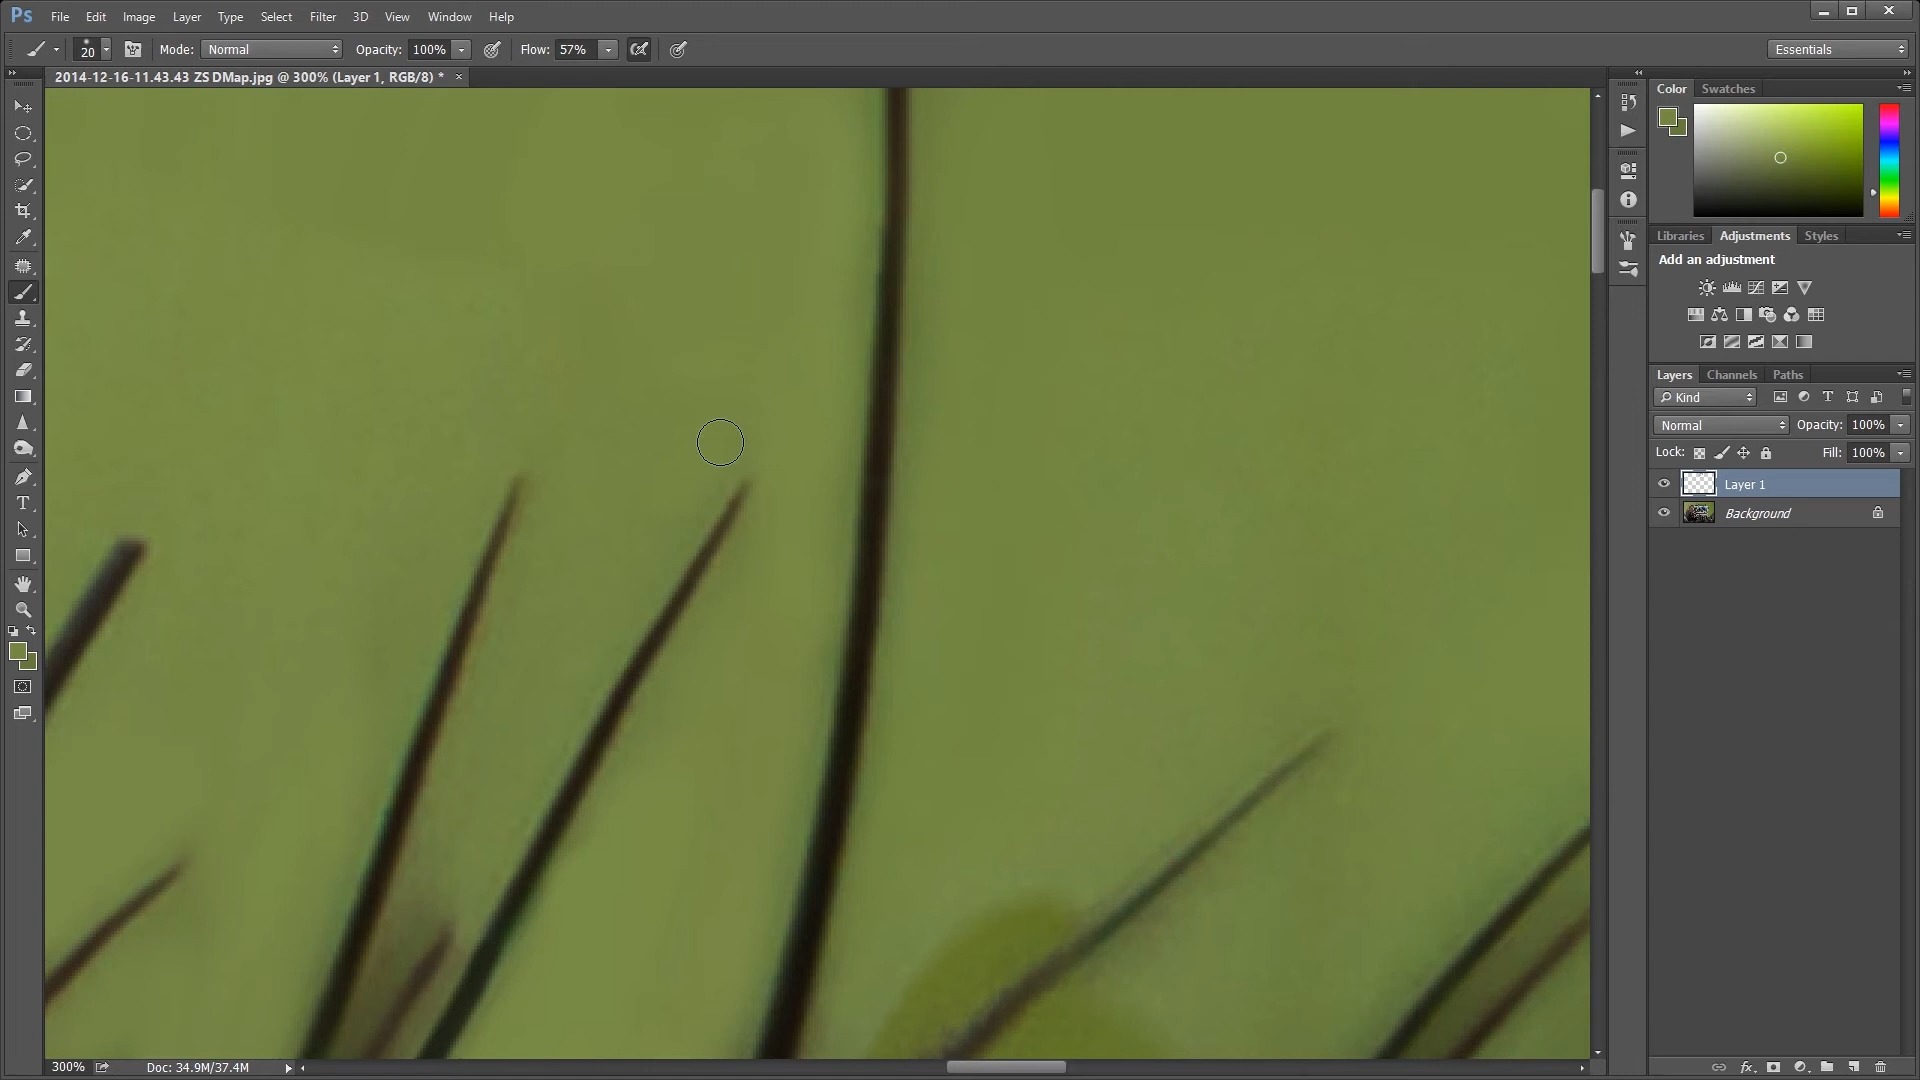 Ps File Edit Image Layer Type Select Filter 3D View Window Help
20 Mode: Normal Opacity: 100% Flow: 57% Essentials
2014-12-16-11.43.43 ZS DMap.jpg @ 300% (Layer 1, RGB/8) * ×
Color Swatches
Libraries Adjustments Styles
Add an adjustment
Layers Channels Paths
Kind T
Normal Opacity: 100%
Lock: Fill: 100%
Layer 1
Background
T
300% Doc: 34.9M/37.4M
fx